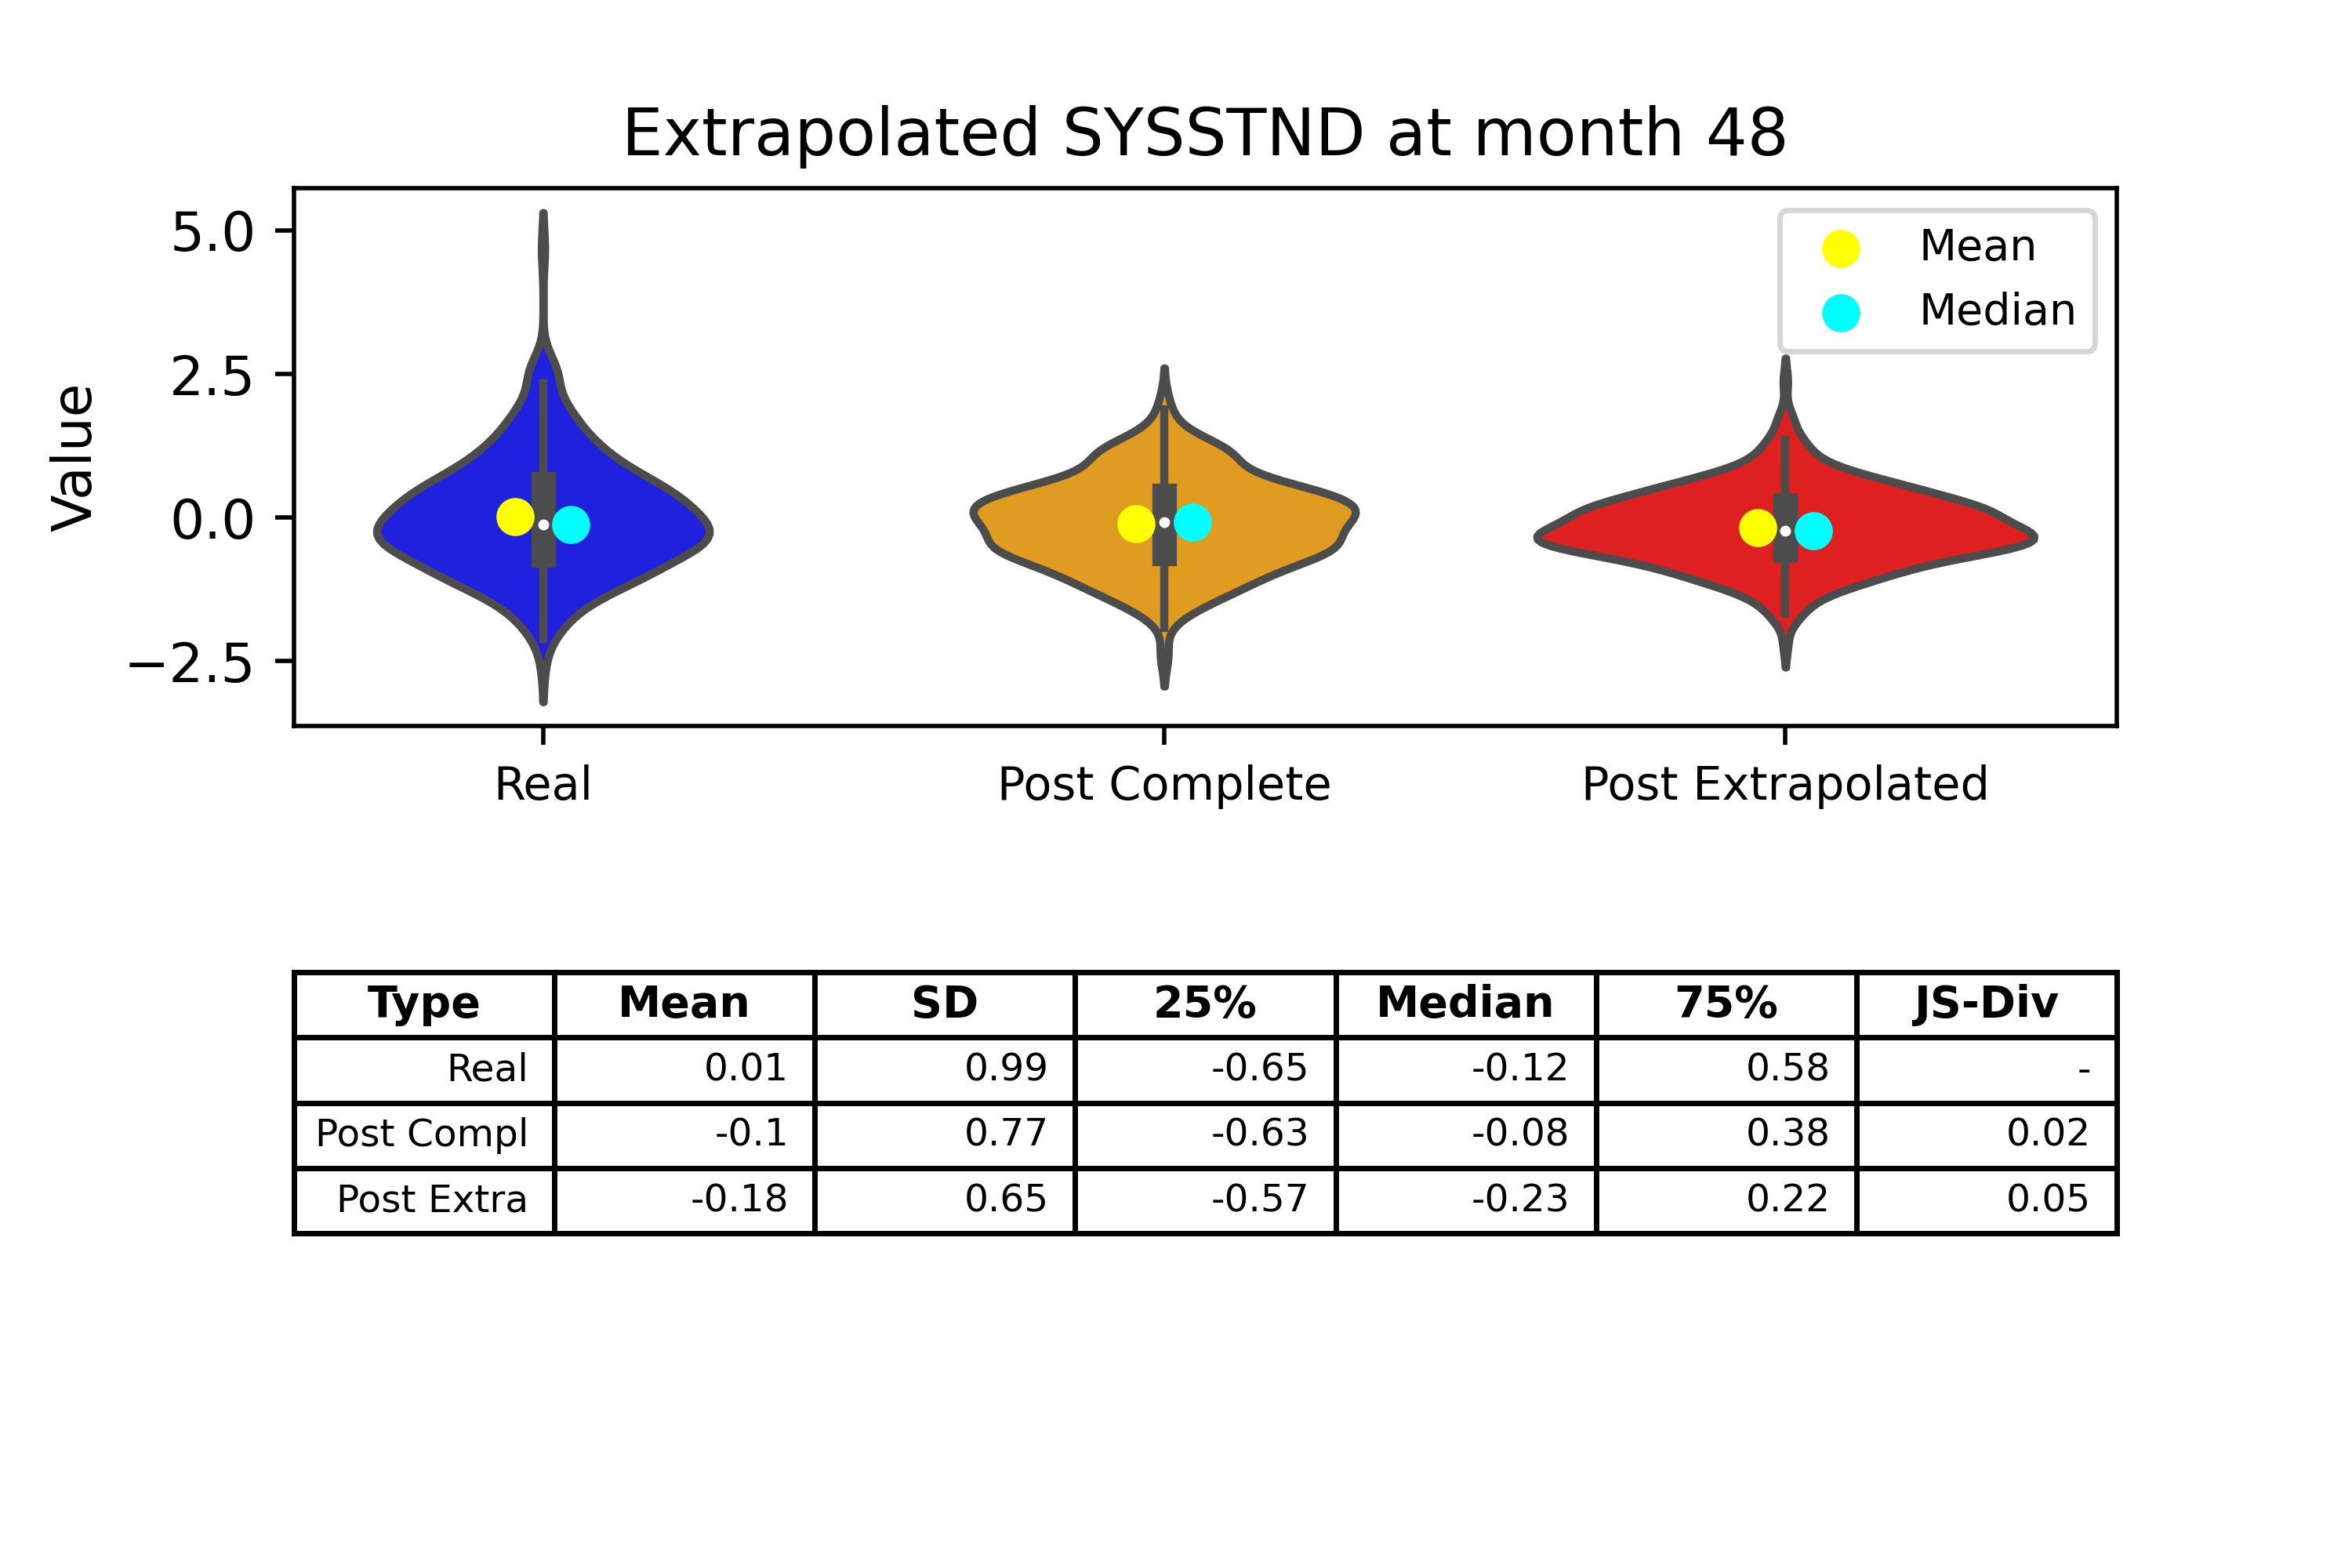 Extrapolated SYSSTND at month 48
Value
5.0
2.5
0.0
−2.5
Mean
Median
Real Post Complete Post Extrapolated
Type Mean SD 25% Median 75% JS-Div
Real 0.01 0.99 -0.65 -0.12 0.58 -
Post Compl -0.1 0.77 -0.63 -0.08 0.38 0.02
Post Extra -0.18 0.65 -0.57 -0.23 0.22 0.05